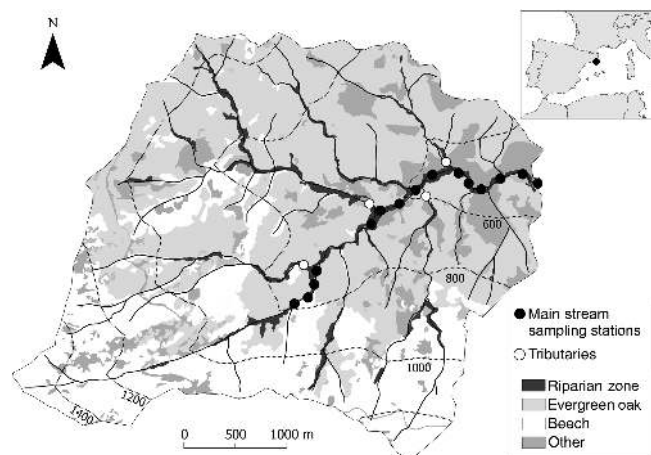 N
600
800
1000
1200
1400
Main stream
sampling stations
Tributaries
Riparian zone
Evergreen oak
Beech
Other
0 500 1000 m